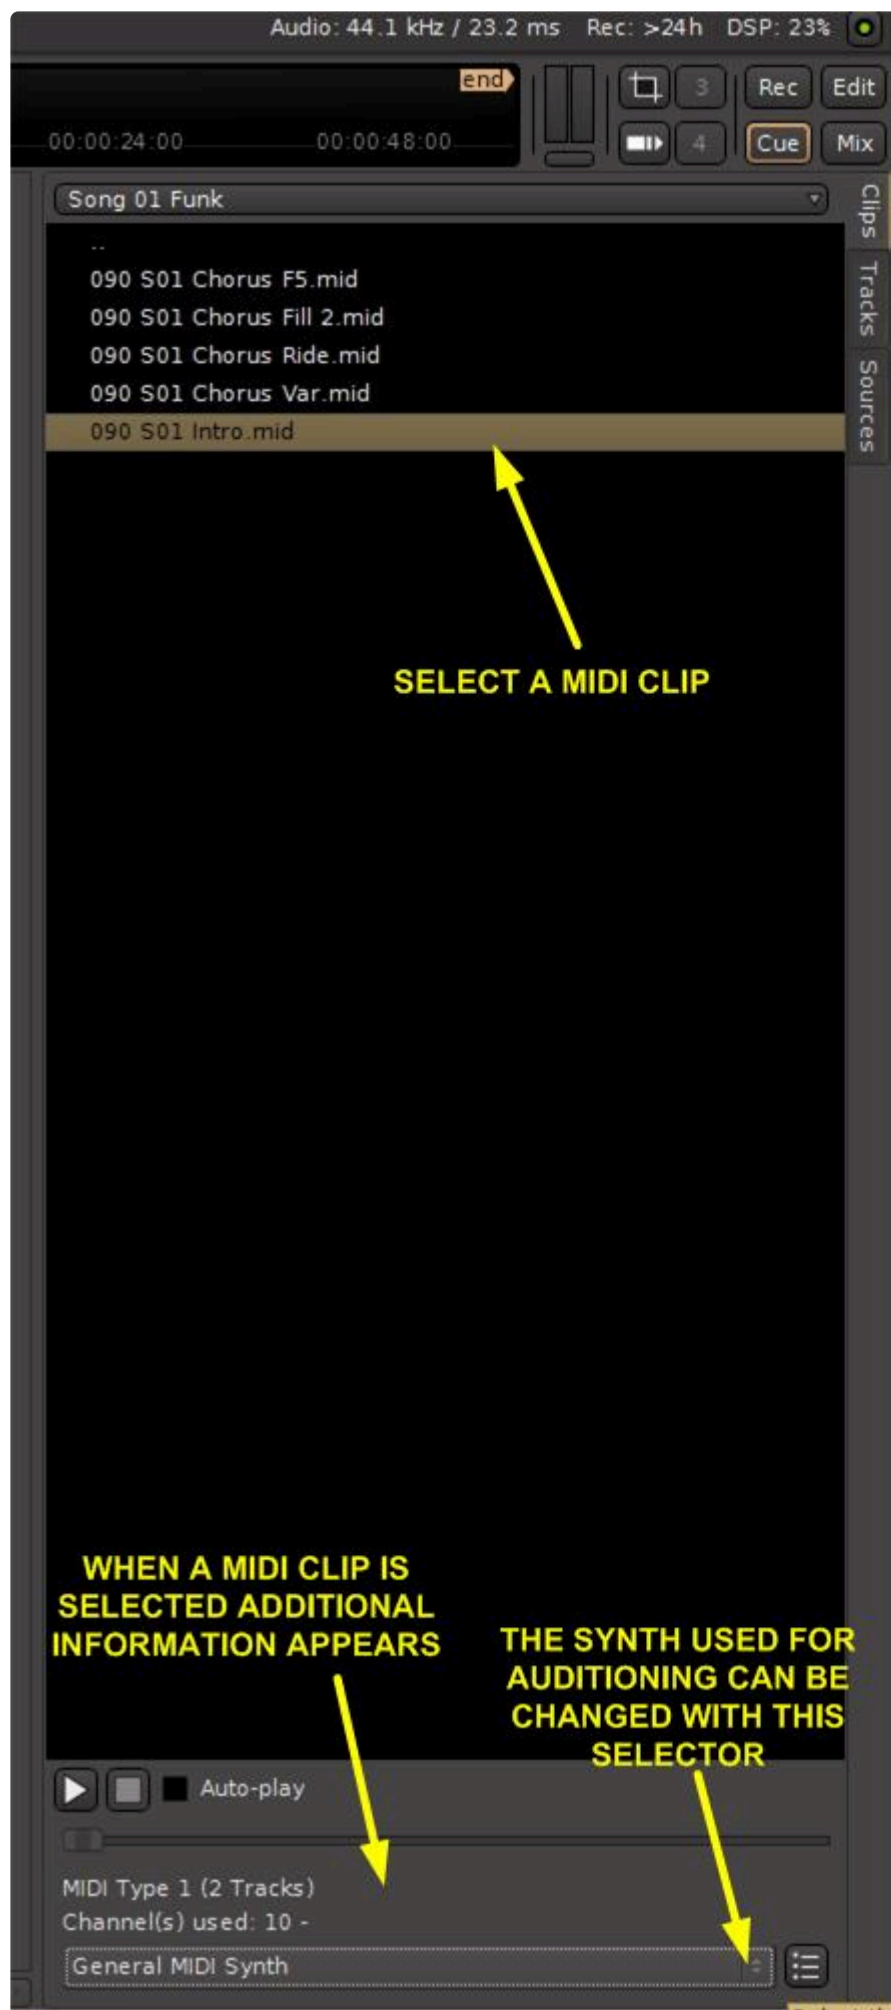 Audio: 44.1 kHz / 23.2 ms Rec: >24h DSP: 23%
end
3 Rec Edit
00:00:24:00 00:00:48:00
4 Cue Mix
Song 01 Funk
Clips
Tracks
Sources
..
090 S01 Chorus F5.mid
090 S01 Chorus Fill 2.mid
090 S01 Chorus Ride.mid
090 S01 Chorus Var.mid
090 S01 Intro.mid
SELECT A MIDI CLIP
WHEN A MIDI CLIP IS
SELECTED ADDITIONAL
INFORMATION APPEARS
THE SYNTH USED FOR
AUDITIONING CAN BE
CHANGED WITH THIS
SELECTOR
Auto-play
MIDI Type 1 (2 Tracks)
Channel(s) used: 10 -
General MIDI Synth